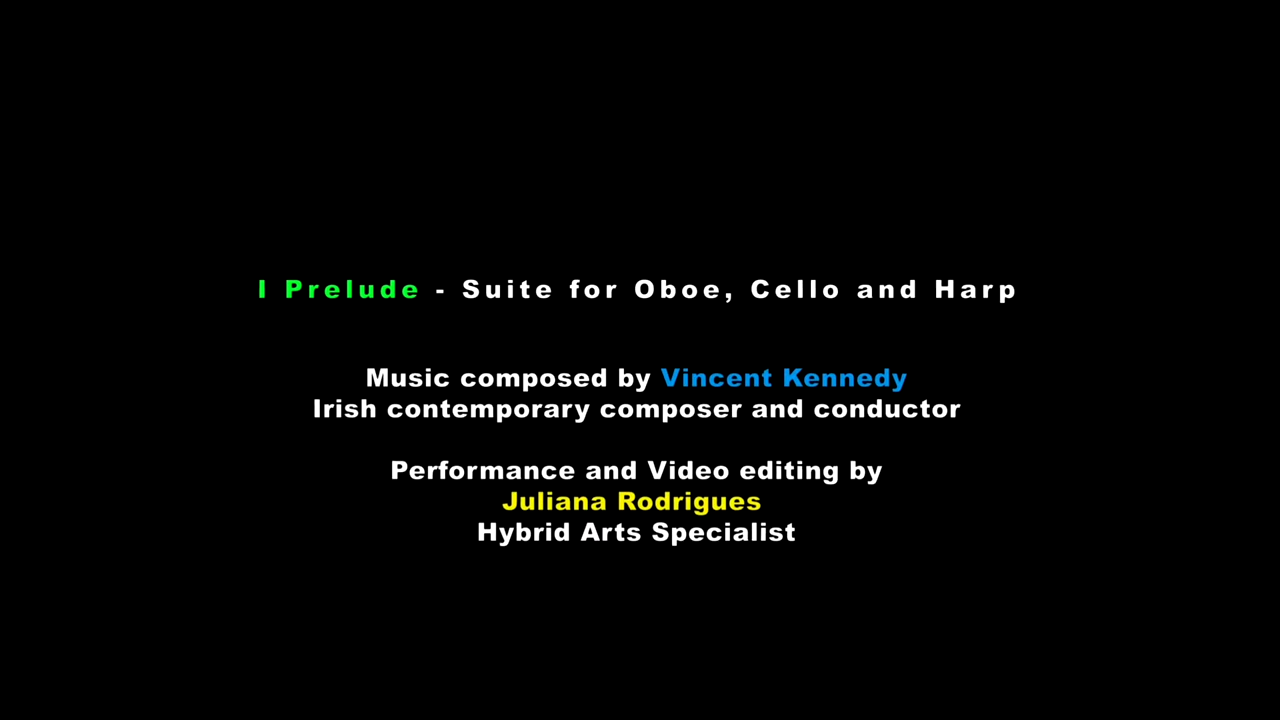 I Prelude - Suite for Oboe, Cello and Harp
Music composed by Vincent Kennedy
Irish contemporary composer and conductor
Performance and Video editing by
Juliana Rodrigues
Hybrid Arts Specialist